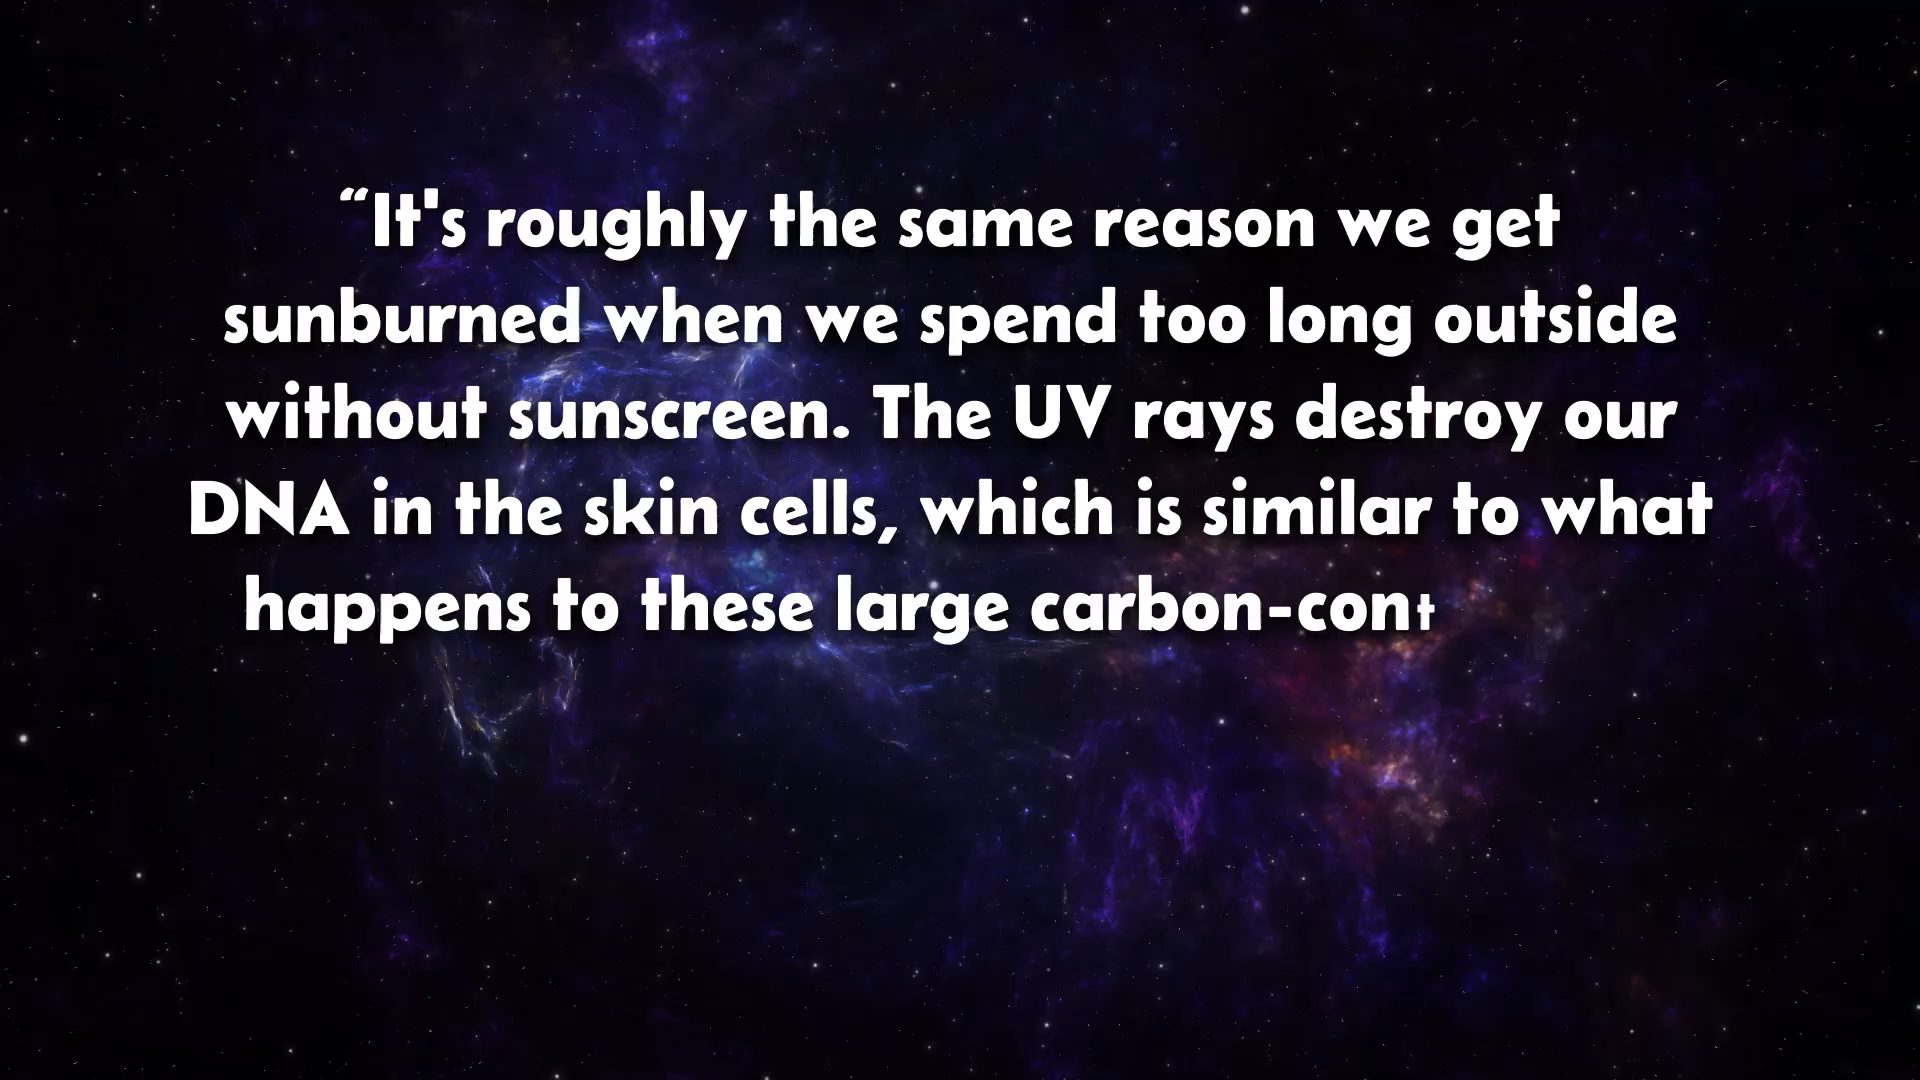 “It's roughly the same reason we get
sunburned when we spend too long outside
without sunscreen. The UV rays destroy our
DNA in the skin cells, which is similar to what
happens to these large carbon-cont